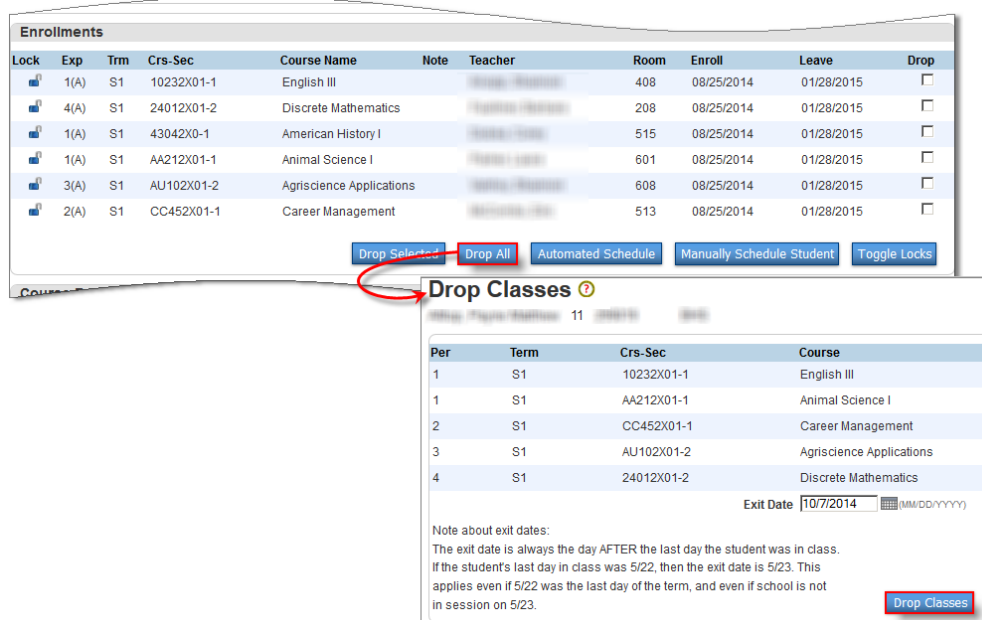 Enrollments
Lock Exp Trm Crs-Sec Course Name Note Teacher Room Enroll Leave Drop
1(A) S1 10232X01-1 English III 408 08/25/2014 01/28/2015
4(A) S1 24012X01-2 Discrete Mathematics 208 08/25/2014 01/28/2015
1(A) S1 43042X0-1 American History I 515 08/25/2014 01/28/2015
1(A) S1 AA212X01-1 Animal Science I 601 08/25/2014 01/28/2015
3(A) S1 AU102X01-2 Agriscience Applications 608 08/25/2014 01/28/2015
2(A) S1 CC452X01-1 Career Management 513 08/25/2014 01/28/2015
Drop Selected Drop All Automated Schedule Manually Schedule Student Toggle Locks
Drop Classes ?
11
Per Term Crs-Sec Course
1 S1 10232X01-1 English III
1 S1 AA212X01-1 Animal Science I
2 S1 CC452X01-1 Career Management
3 S1 AU102X01-2 Agriscience Applications
4 S1 24012X01-2 Discrete Mathematics
Exit Date 10/7/2014 (MM/DD/YYYY)
Note about exit dates:
The exit date is always the day AFTER the last day the student was in class.
If the student's last day in class was 5/22, then the exit date is 5/23. This
applies even if 5/22 was the last day of the term, and even if school is not
in session on 5/23.
Drop Classes